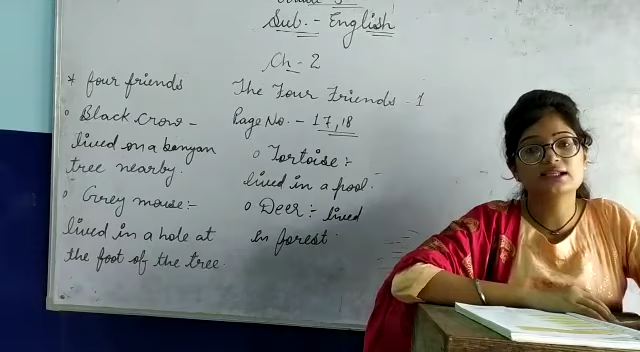 Sub. - English
Ch - 2
The Four Friends - 1
Page No. - 17, 18
* four friends
o Black crow -
lived on a banyan
tree nearby.
o Grey mouse :-
lived in a hole at
the foot of the tree.
o Tortoise :-
lived in a pool.
o Deer :- lived
in forest.